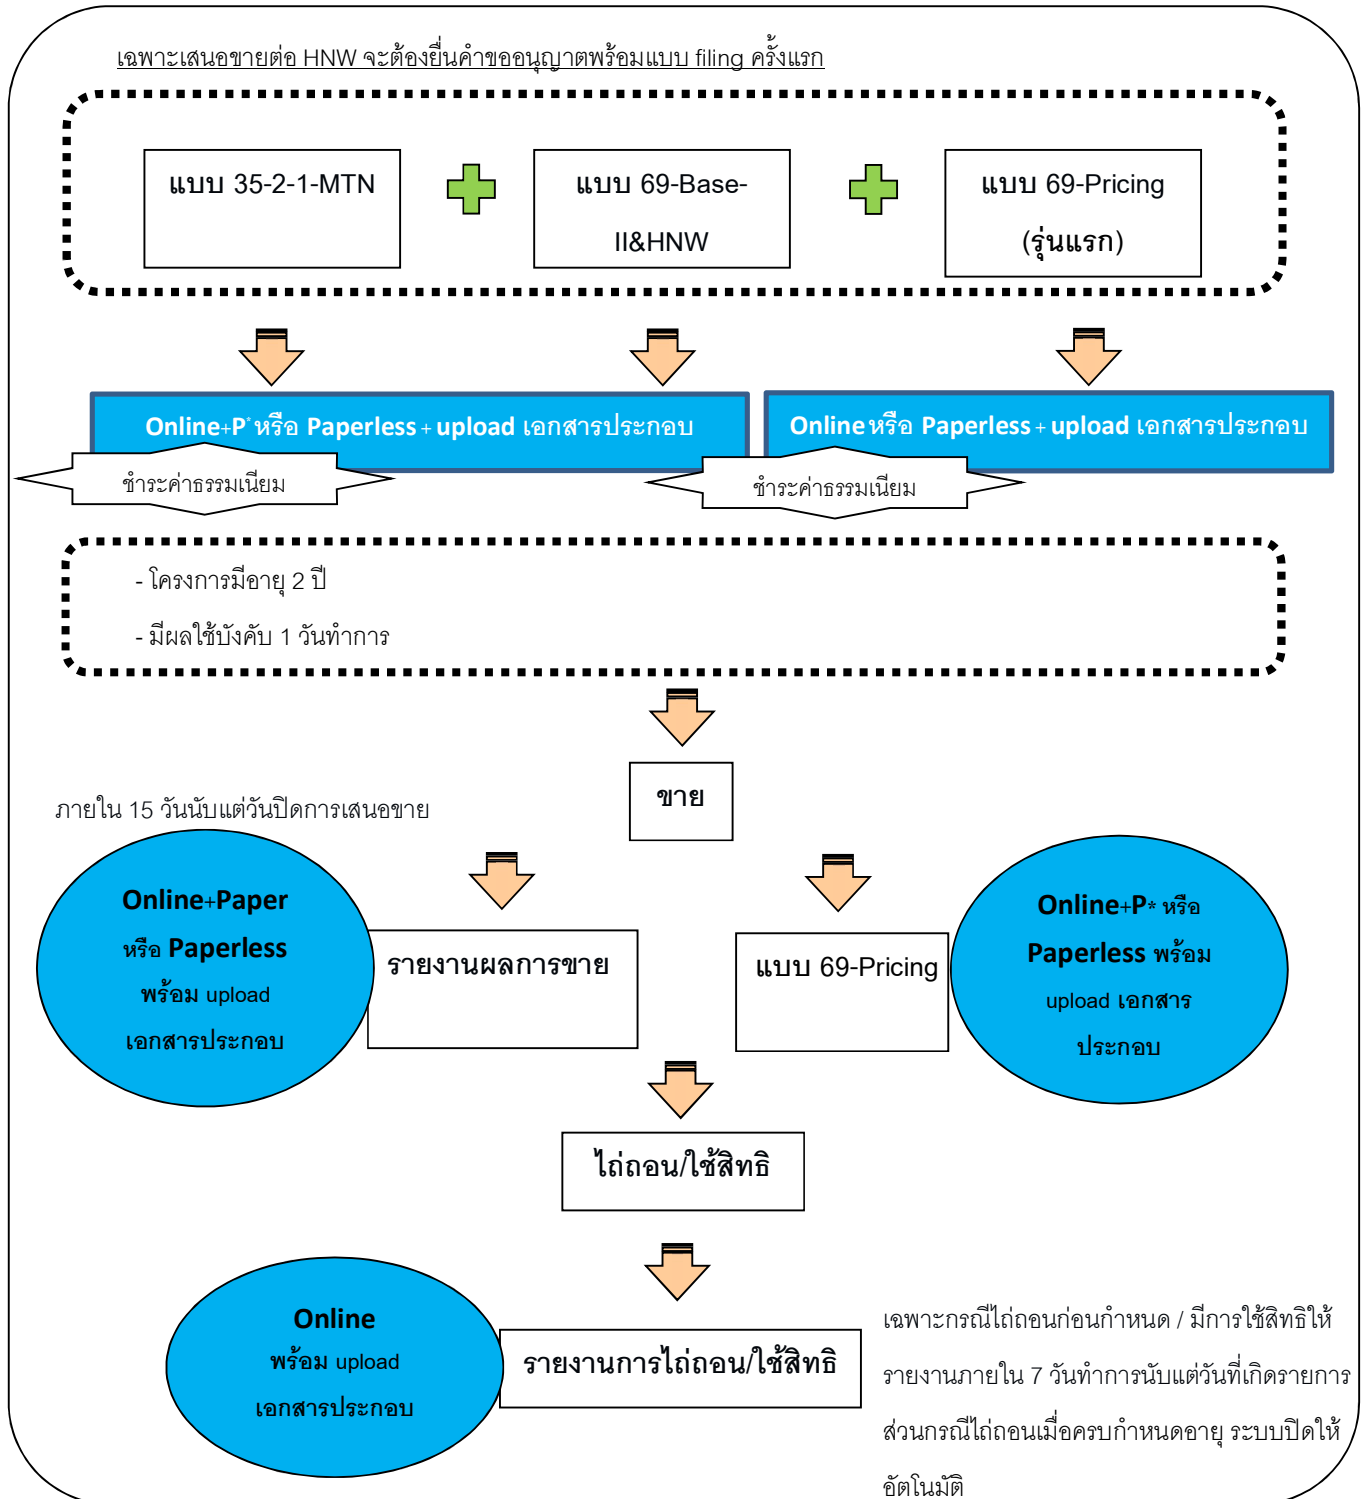 เฉพาะเสนอขายต่อ HNW จะต้องยื่นคำขออนุญาตพร้อมแบบ filing ครั้งแรก
แบบ 35-2-1-MTN
แบบ 69-Base-
II&HNW
แบบ 69-Pricing
(รุ่นแรก)
Online+P* หรือ Paperless + upload เอกสารประกอบ
Online หรือ Paperless + upload เอกสารประกอบ
ชำระค่าธรรมเนียม
ชำระค่าธรรมเนียม
- โครงการมีอายุ 2 ปี
- มีผลใช้บังคับ 1 วันทำการ
ขาย
ภายใน 15 วันนับแต่วันปิดการเสนอขาย
Online+Paper
หรือ Paperless
พร้อม upload
เอกสารประกอบ
รายงานผลการขาย
แบบ 69-Pricing
Online+P* หรือ
Paperless พร้อม
upload เอกสาร
ประกอบ
ไถ่ถอน/ใช้สิทธิ
Online
พร้อม upload
เอกสารประกอบ
รายงานการไถ่ถอน/ใช้สิทธิ
เฉพาะกรณีไถ่ถอนก่อนกำหนด / มีการใช้สิทธิให้
รายงานภายใน 7 วันทำการนับแต่วันที่เกิดรายการ
ส่วนกรณีไถ่ถอนเมื่อครบกำหนดอายุ ระบบปิดให้
อัตโนมัติ